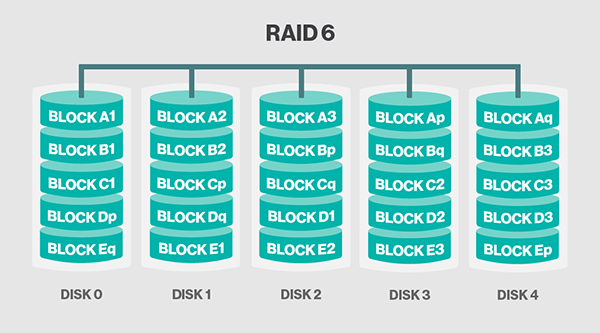 RAID 6
BLOCK A1 BLOCK A2 BLOCK A3 BLOCK Ap BLOCK Aq
BLOCK B1 BLOCK B2 BLOCK Bp BLOCK Bq BLOCK B3
BLOCK C1 BLOCK Cp BLOCK Cq BLOCK C2 BLOCK C3
BLOCK Dp BLOCK Dq BLOCK D1 BLOCK D2 BLOCK D3
BLOCK Eq BLOCK E1 BLOCK E2 BLOCK E3 BLOCK Ep
DISK 0 DISK 1 DISK 2 DISK 3 DISK 4